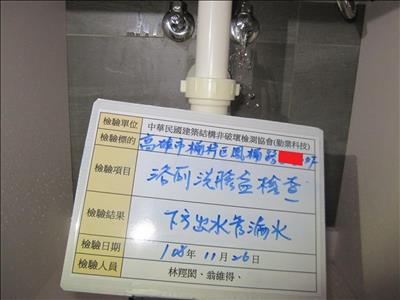 檢驗單位 中華民國建築結構非破壞檢測協會(勤業科技)
檢驗標的 高雄市楠梓区鳳楠路
檢驗項目 浴廁洗臉盆檢查
檢驗結果 下方出水管漏水
檢驗日期 108年11月26日
檢驗人員 林羥閎、翁維得、